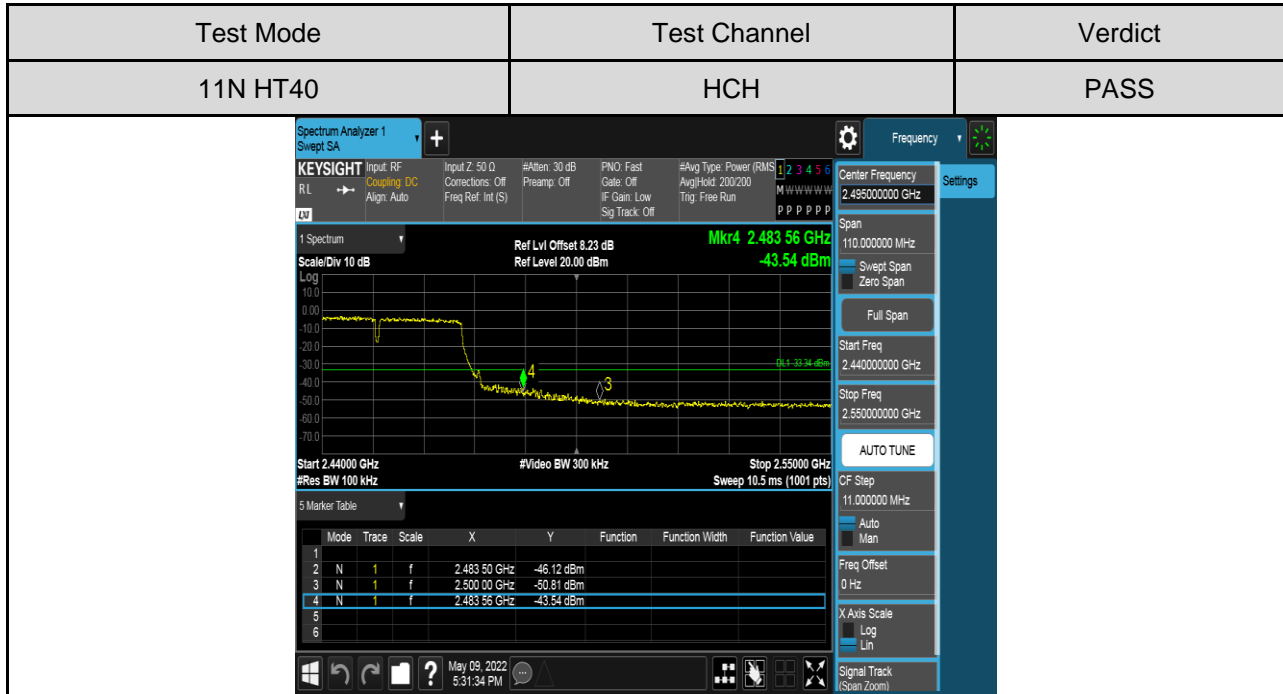 Test Mode Test Channel Verdict
11N HT40 HCH PASS
Spectrum Analyzer 1
Swept SA
+
Frequency
KEYSIGHT Input: RF Input Z: 50 Ω #Atten: 30 dB PNO: Fast #Avg Type: Power (RMS 1 2 3 4 5 6
RL Coupling: DC Corrections: Off Preamp: Off Gate: Off Avg|Hold: 200/200 M W W W W W
Align: Auto Freq Ref: Int (S) IF Gain: Low Trig: Free Run
LXI Sig Track: Off P P P P P P
1 Spectrum
Ref Lvl Offset 8.23 dB Mkr4 2.483 56 GHz
Scale/Div 10 dB Ref Level 20.00 dBm -43.54 dBm
Log
10.0
0.00
-10.0
-20.0
-30.0
DL1 -33.34 dBm
-40.0
4
3
-50.0
-60.0
-70.0
Start 2.44000 GHz #Video BW 300 kHz Stop 2.55000 GHz
#Res BW 100 kHz Sweep 10.5 ms (1001 pts)
5 Marker Table
Mode Trace Scale X Y Function Function Width Function Value
1
2 N 1 f 2.483 50 GHz -46.12 dBm
3 N 1 f 2.500 00 GHz -50.81 dBm
4 N 1 f 2.483 56 GHz -43.54 dBm
5
6
Center Frequency
2.495000000 GHz
Settings
Span
110.000000 MHz
Swept Span
Zero Span
Full Span
Start Freq
2.440000000 GHz
Stop Freq
2.550000000 GHz
AUTO TUNE
CF Step
11.000000 MHz
Auto
Man
Freq Offset
0 Hz
X Axis Scale
Log
Lin
Signal Track
(Span Zoom)
?
May 09, 2022
5:31:34 PM